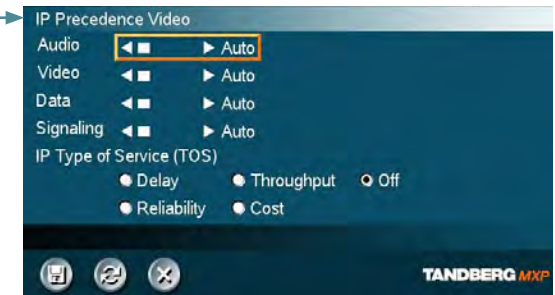 IP Precedence Video
Audio Auto
Video Auto
Data Auto
Signaling Auto
IP Type of Service (TOS)
Delay Throughput Off
Reliability Cost
TANDBERG MXP